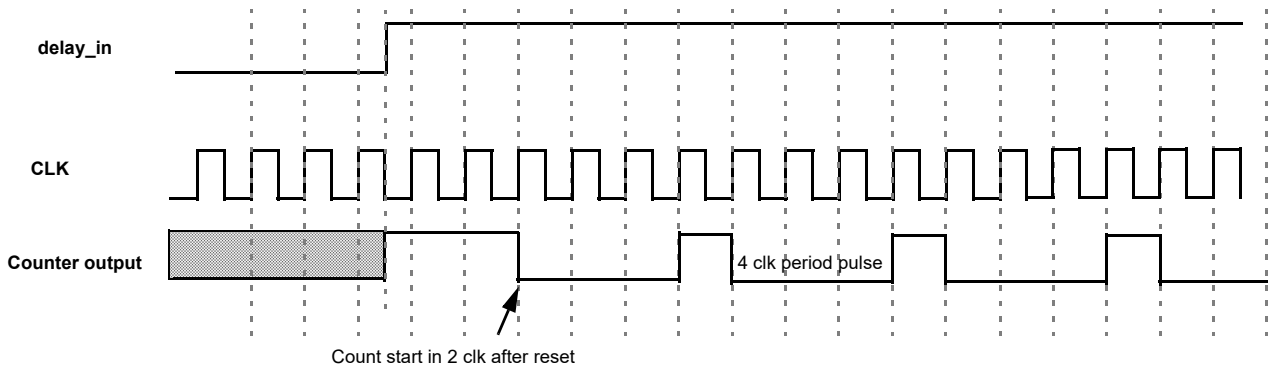 delay_in
CLK
Counter output
4 clk period pulse
Count start in 2 clk after reset